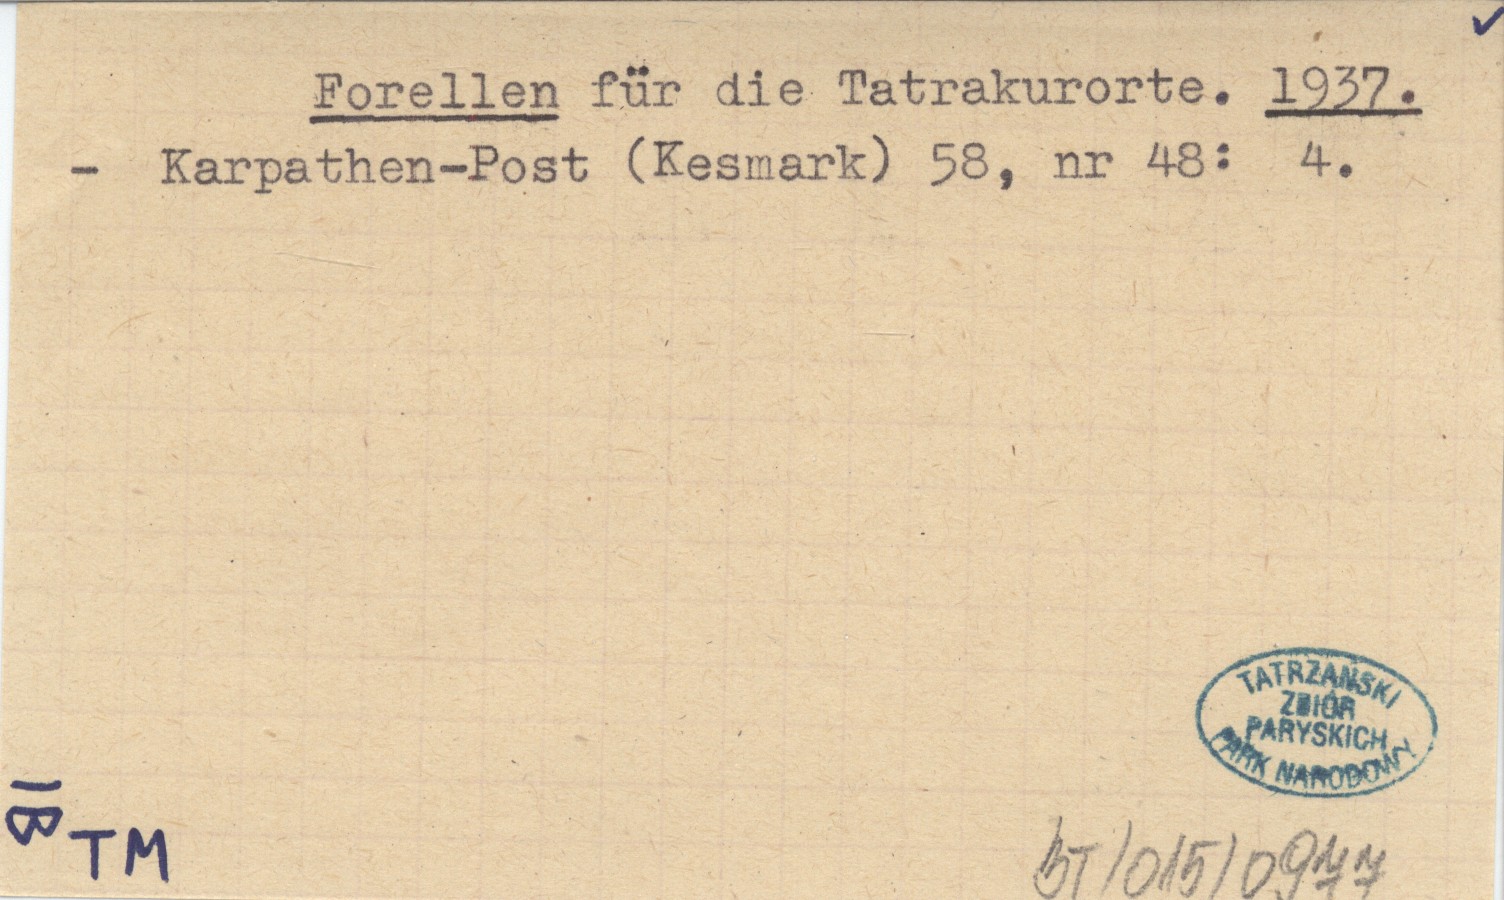 Forellen für die Tatrakurorte. 1937.
- Karpathen-Post (Kesmark) 58, nr 48: 4.
TATRZAŃSKI
ZBIÓR
PARYSKICH
PARK NARODOWY
IB
TM
BT/015/0977